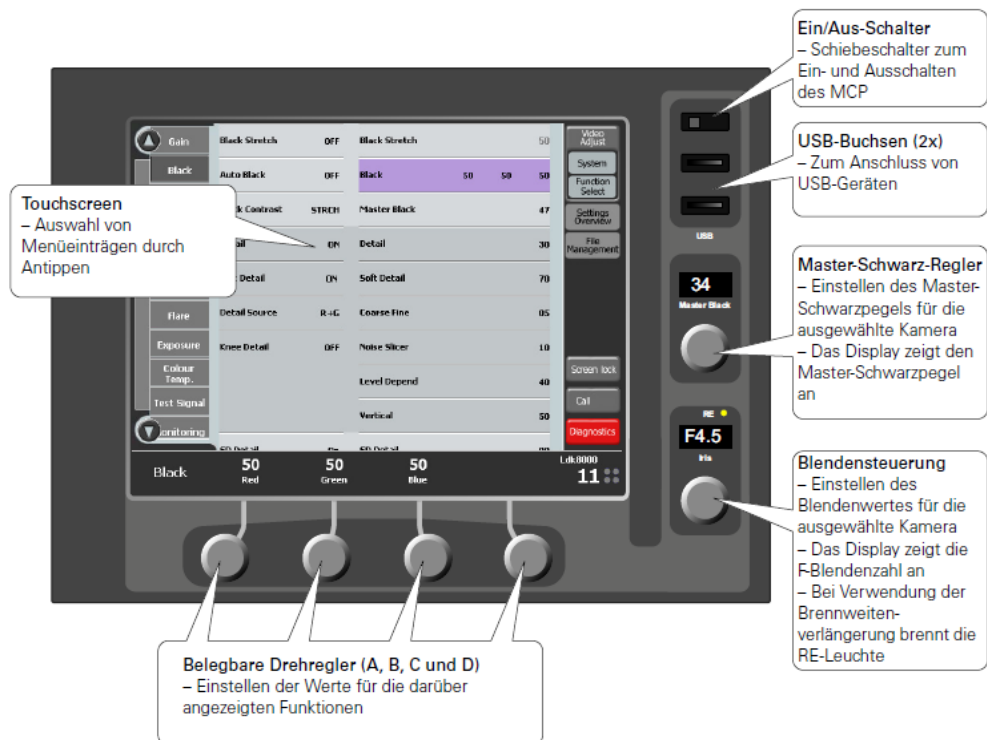 Ein/Aus-Schalter
– Schiebeschalter zum
Ein- und Ausschalten
des MCP
USB-Buchsen (2x)
– Zum Anschluss von
USB-Geräten
Touchscreen
– Auswahl von
Menüeinträgen durch
Antippen
Master-Schwarz-Regler
– Einstellen des Master-
Schwarzpegels für die
ausgewählte Kamera
– Das Display zeigt den
Master-Schwarzpegel
an
Blendensteuerung
– Einstellen des
Blendenwertes für die
ausgewählte Kamera
– Das Display zeigt die
F-Blendenzahl an
– Bei Verwendung der
Brennweiten-
verlängerung brennt die
RE-Leuchte
Belegbare Drehregler (A, B, C und D)
– Einstellen der Werte für die darüber
angezeigten Funktionen
Gain
Black
Flare
Exposure
Colour
Temp.
Test Signal
onitoring
Black Stretch OFF
Auto Black OFF
k Contrast STRCH
ail ON
Detail ON
Detail Source R+G
Knee Detail OFF
Black Stretch 50
Black 50 50 50
Master Black 47
Detail 30
Soft Detail 70
Coarse Fine 05
Noise Slicer 10
Level Depend 40
Vertical 50
Video
Adjust
System
Function
Select
Settings
Overview
File
Management
Screen lock
Call
Diagnostics
Black
50
Red
50
Green
50
Blue
Ldk8000
11
USB
34
Master Black
RE
F4.5
Iris